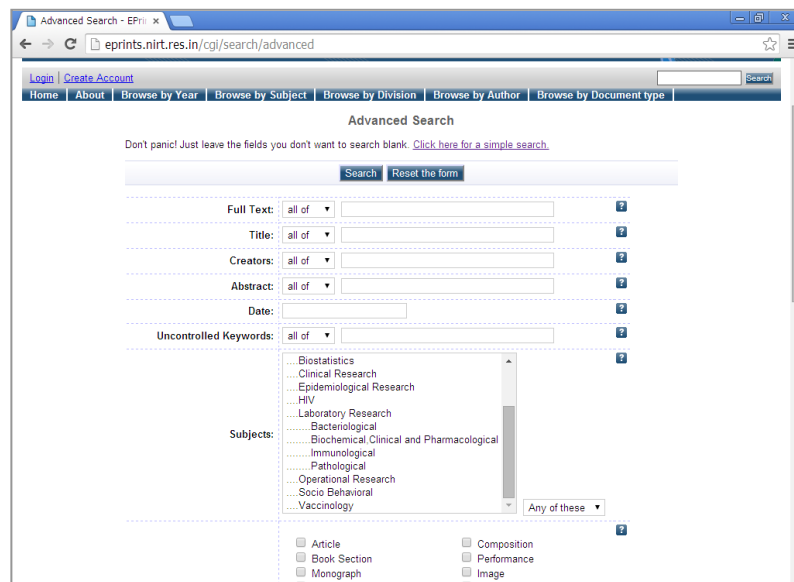 Advanced Search - EPri
eprints.nirt.res.in/cgi/search/advanced
Login | Create Account
Search
Home About Browse by Year Browse by Subject Browse by Division Browse by Author Browse by Document type
Advanced Search
Don't panic! Just leave the fields you don't want to search blank. Click here for a simple search.
Search Reset the form
Full Text: all of ?
Title: all of ?
Creators: all of ?
Abstract: all of ?
Date: ?
Uncontrolled Keywords: all of ?
Subjects: ?
....Biostatistics
....Clinical Research
....Epidemiological Research
....HIV
....Laboratory Research
........Bacteriological
........Biochemical,Clinical and Pharmacological
........Immunological
........Pathological
....Operational Research
....Socio Behavioral
....Vaccinology
Any of these
?
Article Composition
Book Section Performance
Monograph Image